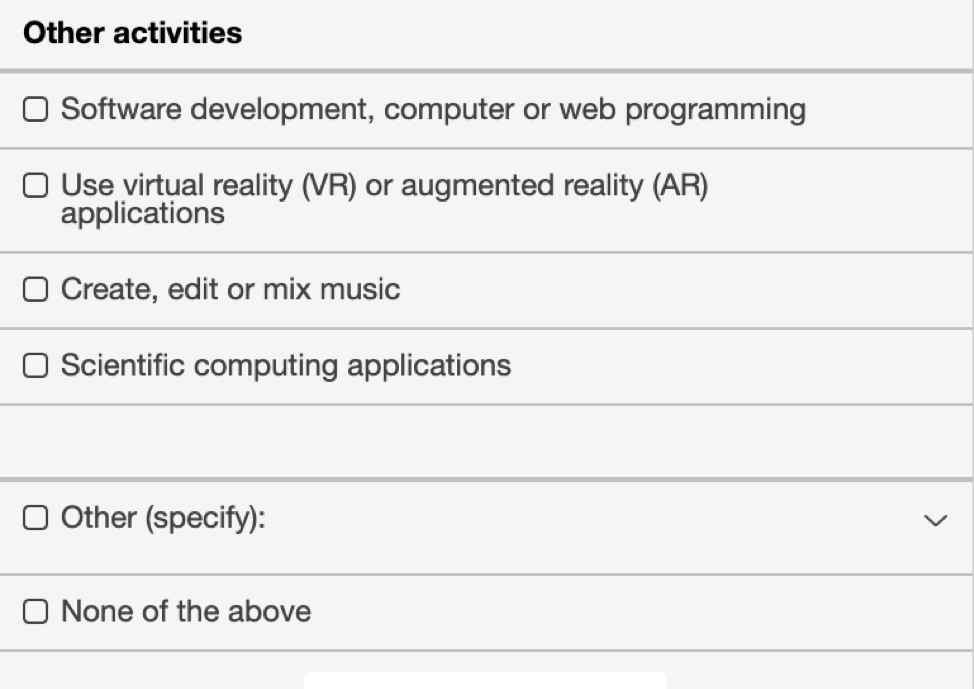 Other activities
Software development, computer or web programming
Use virtual reality (VR) or augmented reality (AR)
applications
Create, edit or mix music
Scientific computing applications
Other (specify):
None of the above